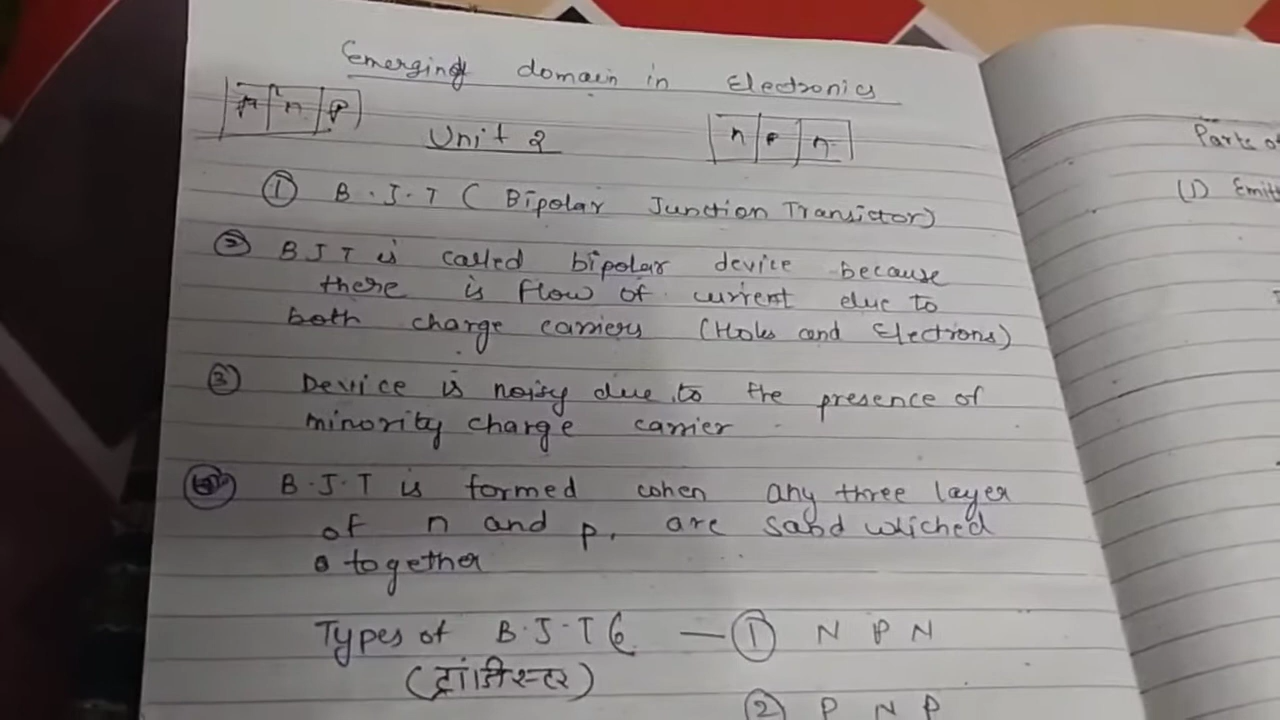 Emerging domain in Electronics
p n p
Unit 2
n p n
① B.J.T ( Bipolar Junction Transictor)
② BJT is called bipolar device because
there is flow of current due to
both charge carriers (Holes and Electrons)
③ Device is noisy due to the presence of
minority charge carrier
B.J.T is formed when any three layer
of n and p, are sandwiched
together
Types of B.J.T — ① N P N
(ट्रांजिस्टर)
② P N P
Parts of
(1) Emitt